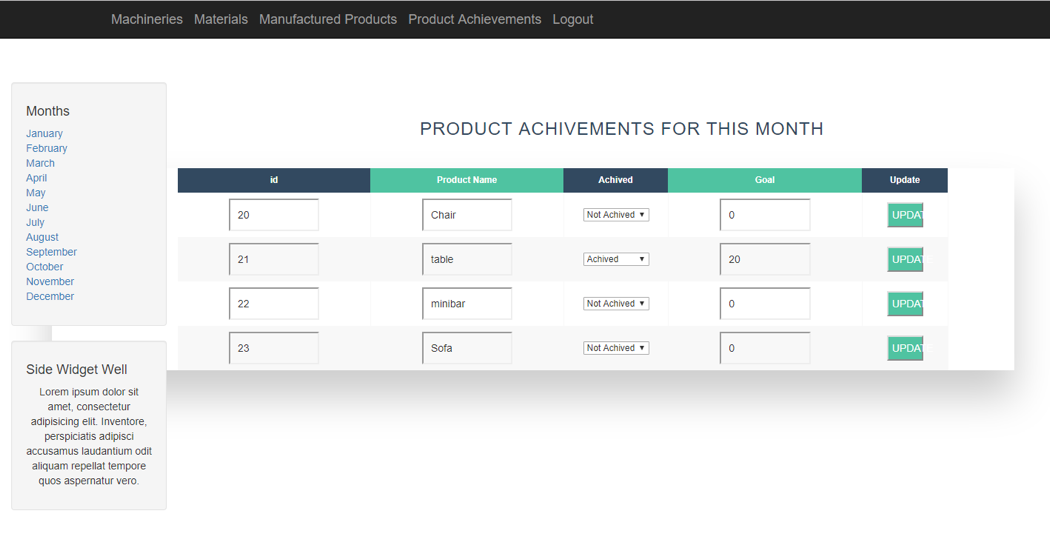 Machineries Materials Manufactured Products Product Achievements Logout
Months
January
February
March
April
May
June
July
August
September
October
November
December
Side Widget Well
Lorem ipsum dolor sit
amet, consectetur
adipisicing elit. Inventore,
perspiciatis adipisci
accusamus laudantium odit
aliquam repellat tempore
quos aspernatur vero.
PRODUCT ACHIVEMENTS FOR THIS MONTH
id Product Name Achived Goal Update
20 Chair Not Achived 0 UPDAT
21 table Achived 20 UPDAT
22 minibar Not Achived 0 UPDAT
23 Sofa Not Achived 0 UPDAT